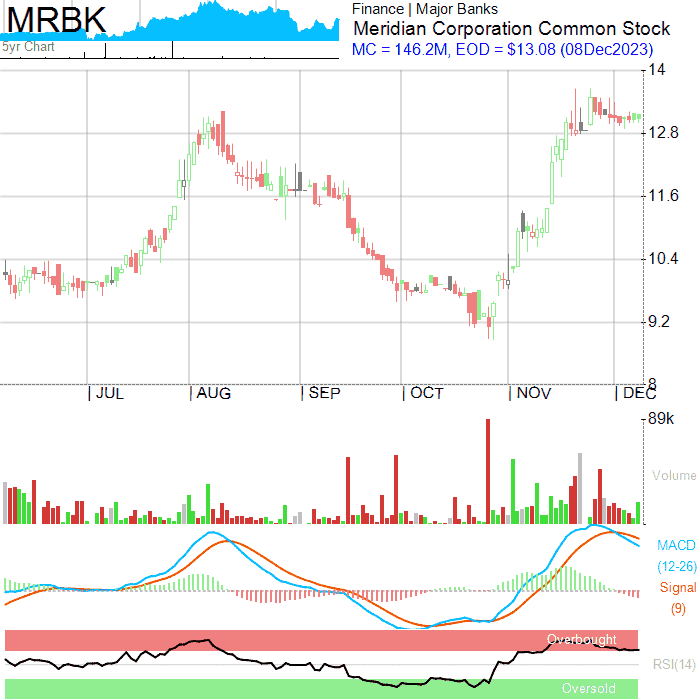 MRBK
5yr Chart
Finance | Major Banks
Meridian Corporation Common Stock
MC = 146.2M, EOD = $13.08 (08Dec2023)
14
12.8
11.6
10.4
9.2
8
JUL AUG SEP OCT NOV DEC
89k
Volume
MACD
(12-26)
Signal
(9)
Overbought
RSI(14)
Oversold